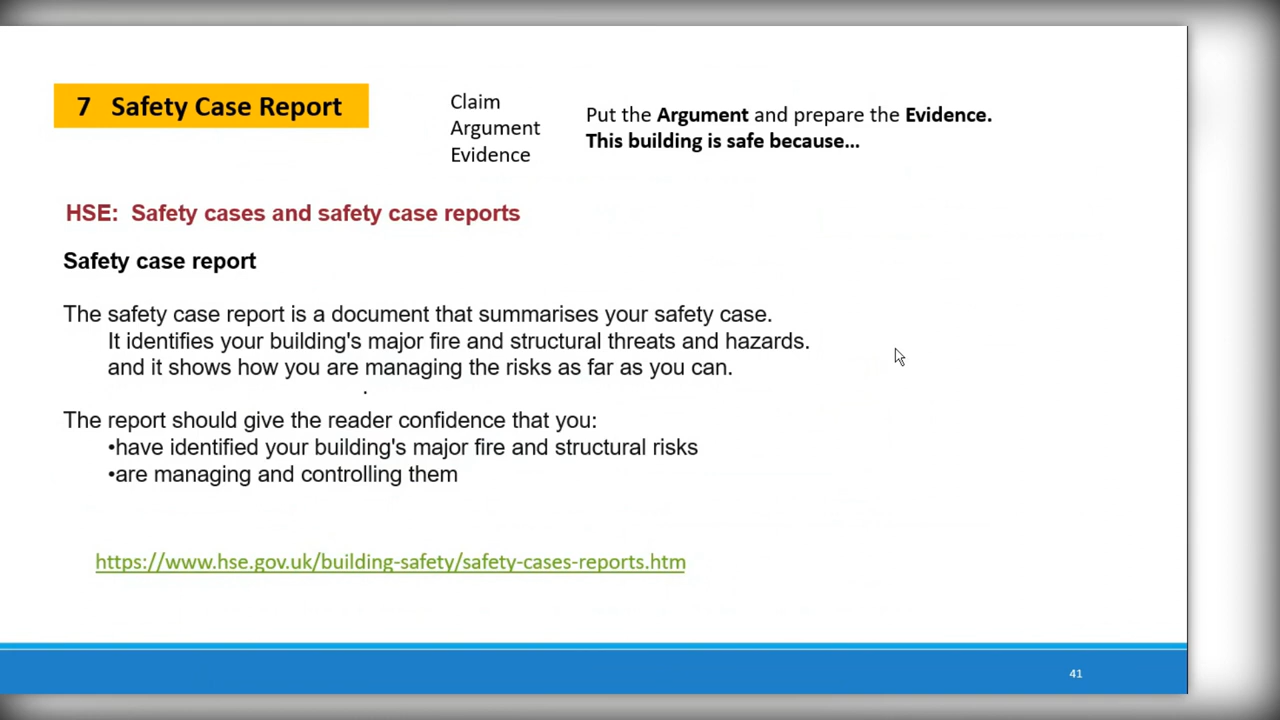 7 Safety Case Report
Claim
Argument
Evidence
Put the Argument and prepare the Evidence.
This building is safe because...
HSE: Safety cases and safety case reports
Safety case report
The safety case report is a document that summarises your safety case.
It identifies your building's major fire and structural threats and hazards.
and it shows how you are managing the risks as far as you can.
.
The report should give the reader confidence that you:
•have identified your building's major fire and structural risks
•are managing and controlling them
https://www.hse.gov.uk/building-safety/safety-cases-reports.htm
41